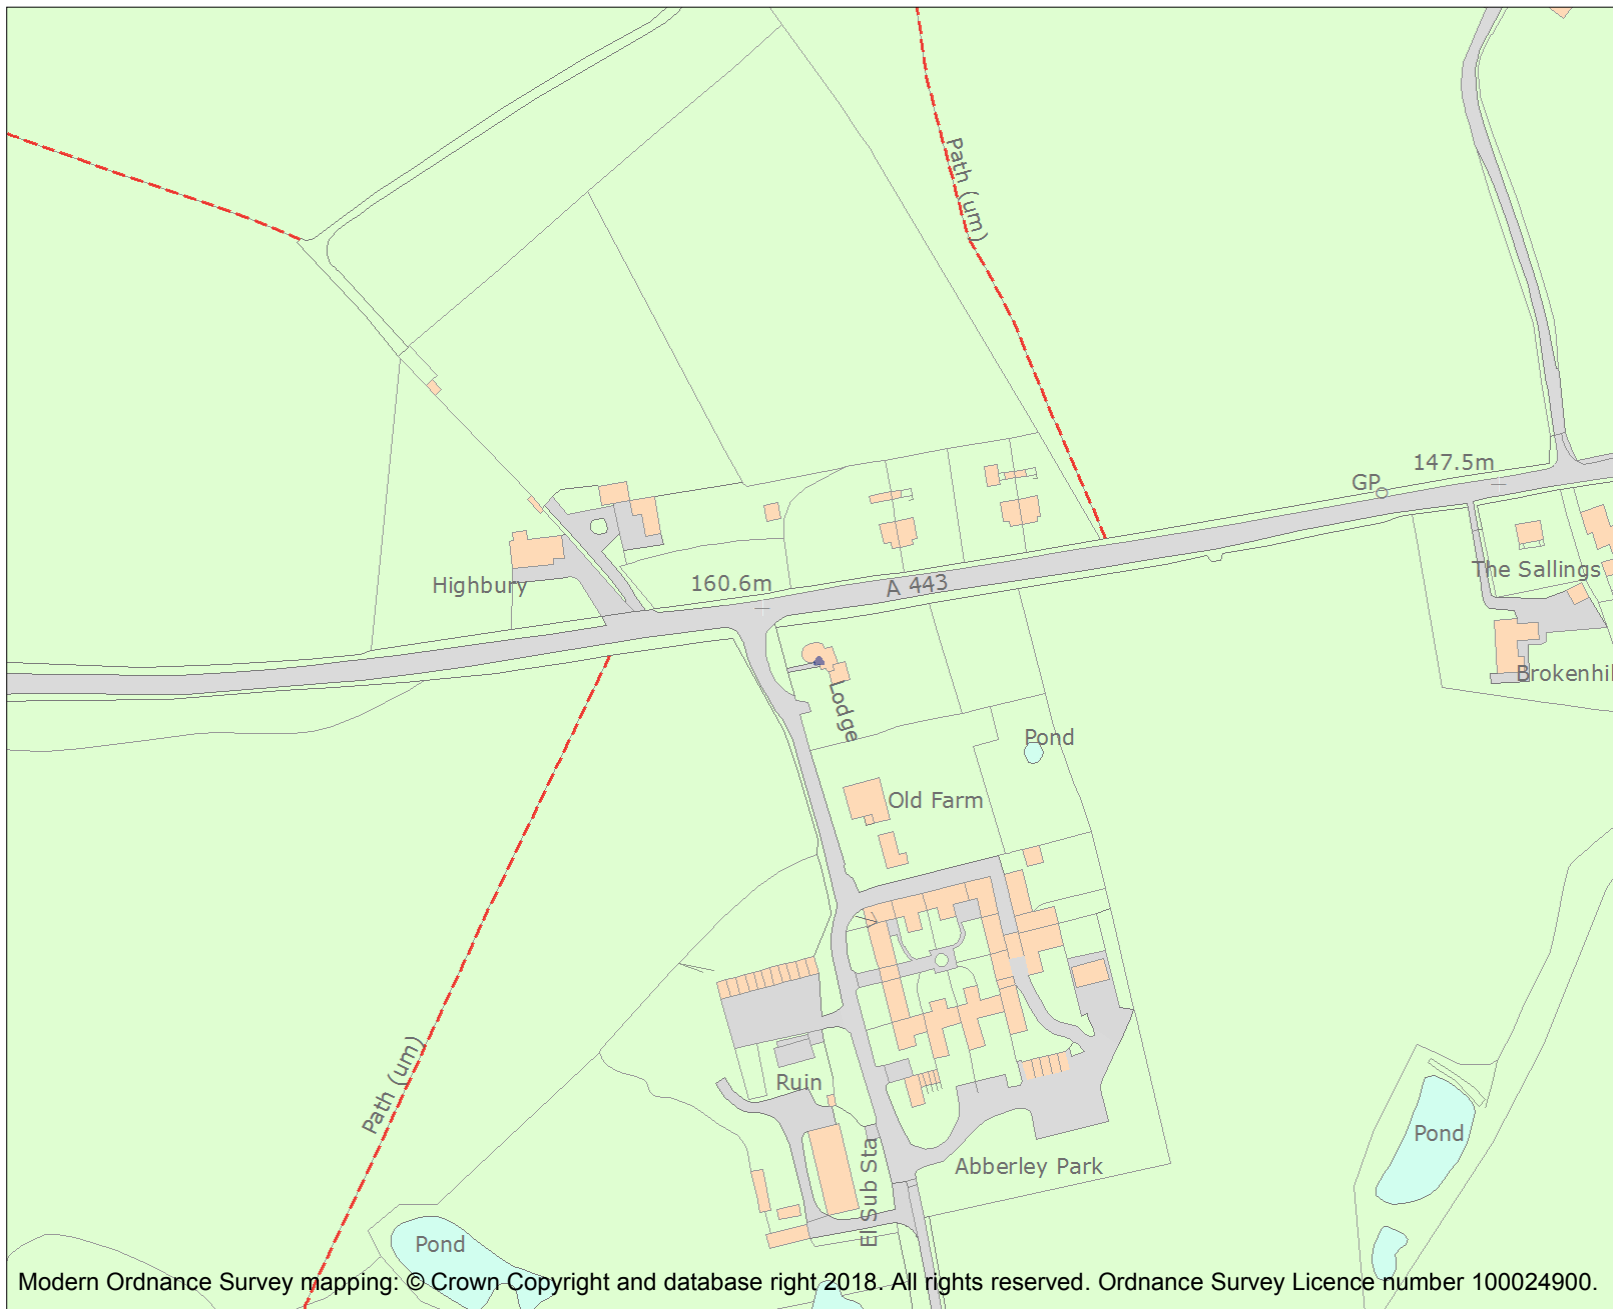 Path (um)
147.5m
GP
The Sallings
Highbury
160.6m
A 443
Brokenhil
Lodge
Pond
Old Farm
Path (um)
Ruin
Pond
El Sub Sta
Abberley Park
Pond
Modern Ordnance Survey mapping: © Crown Copyright and database right 2018. All rights reserved. Ordnance Survey Licence number 100024900.